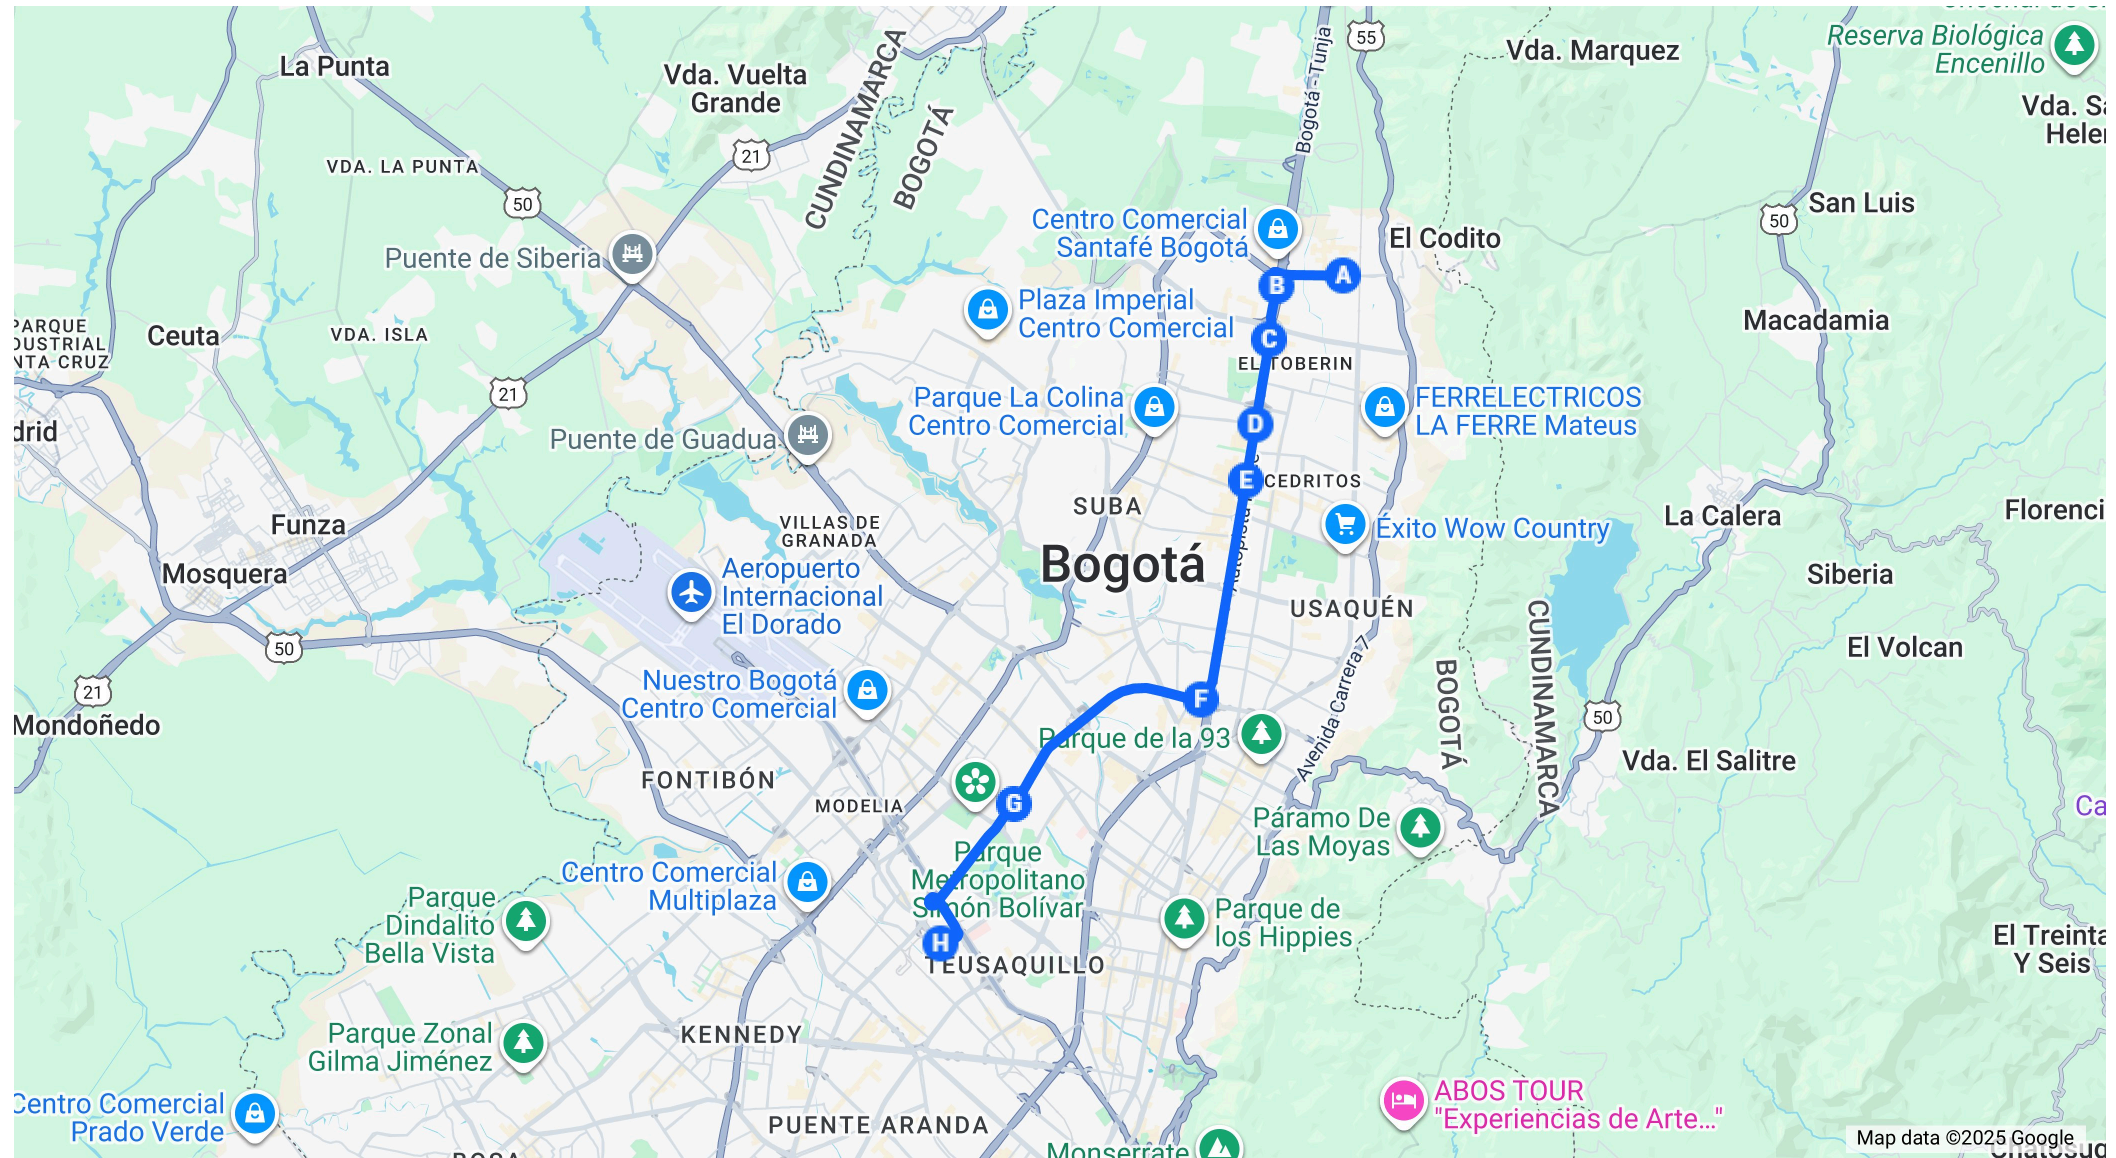 La Punta
Vda. Vuelta
Grande
CUNDINAMARCA
BOGOTÁ
Bogotá - Tunja
55
Vda. Marquez
Reserva Biológica
Encenillo
VDA. LA PUNTA
21
50
San Luis
50
Puente de Siberia
Centro Comercial
Santafé Bogotá
El Codito
A
B
Plaza Imperial
Centro Comercial
Macadamia
PARQUE
Ceuta
VDA. ISLA
C
EL TOBERIN
21
Parque La Colina
Centro Comercial
FERRELECTRICOS
LA FERRE Mateus
Puente de Guadua
D
E
CEDRITOS
SUBA
La Calera
Funza
VILLAS DE
GRANADA
Éxito Wow Country
Bogotá
Mosquera
Aeropuerto
Internacional
El Dorado
Siberia
USAQUÉN
CUNDINAMARCA
BOGOTÁ
50
El Volcan
21
Nuestro Bogotá
Centro Comercial
F
Avenida Carrera 7
50
Mondoñedo
Parque de la 93
Vda. El Salitre
FONTIBÓN
MODELIA
G
Páramo De
Las Moyas
Parque
Metropolitano
Simón Bolívar
Centro Comercial
Multiplaza
Parque
Dindalito
Bella Vista
Parque de
los Hippies
H
TEUSAQUILLO
El Treinta
Y Seis
KENNEDY
Parque Zonal
Gilma Jiménez
Centro Comercial
Prado Verde
ABOS TOUR
"Experiencias de Arte..."
PUENTE ARANDA
Monserrate
Map data ©2025 Google